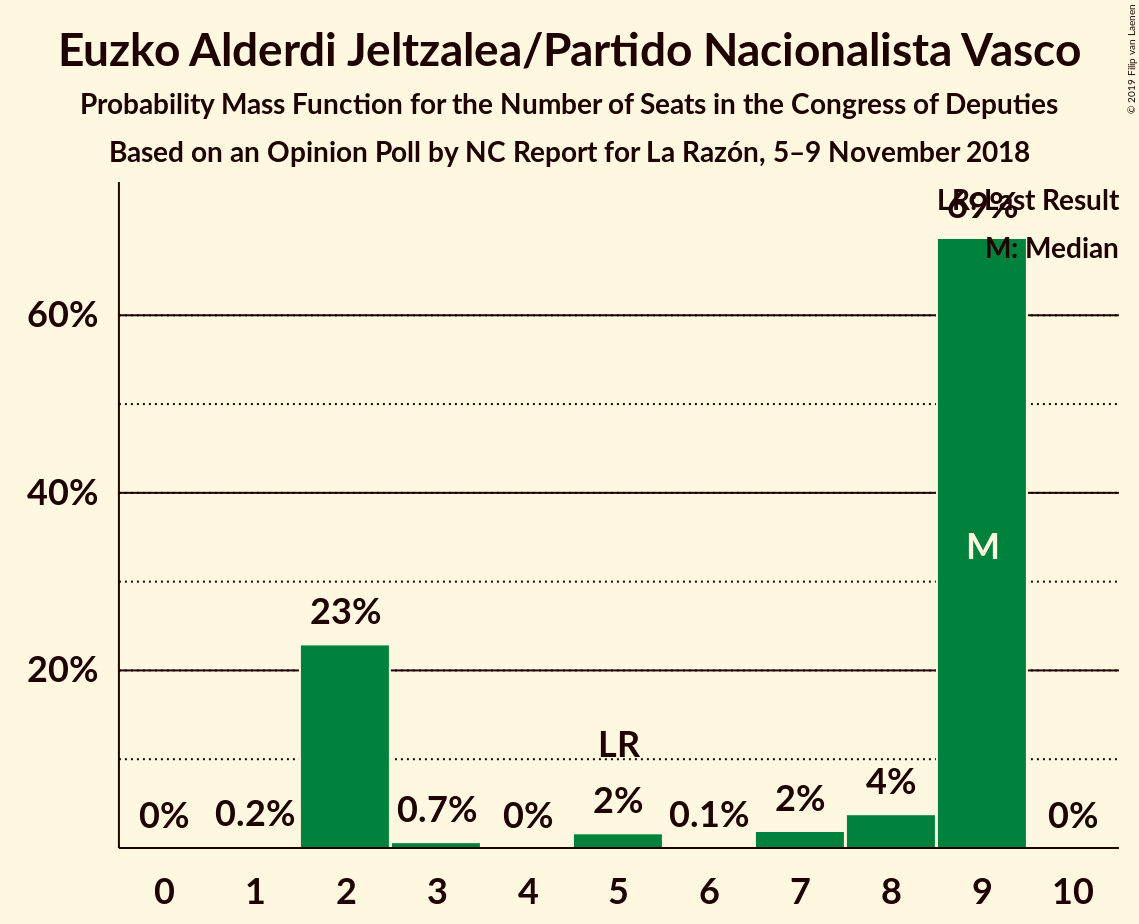 Euzko Alderdi Jeltzalea/Partido Nacionalista Vasco
Probability Mass Function for the Number of Seats in the Congress of Deputies
Based on an Opinion Poll by NC Report for La Razón, 5–9 November 2018
© 2019 Filip van Laenen
LR: Last Result
69%
M: Median
60%
40%
20%
M
23%
LR
0% 0.2% 0.7% 0% 2% 0.1% 2% 4% 0%
0 1 2 3 4 5 6 7 8 9 10